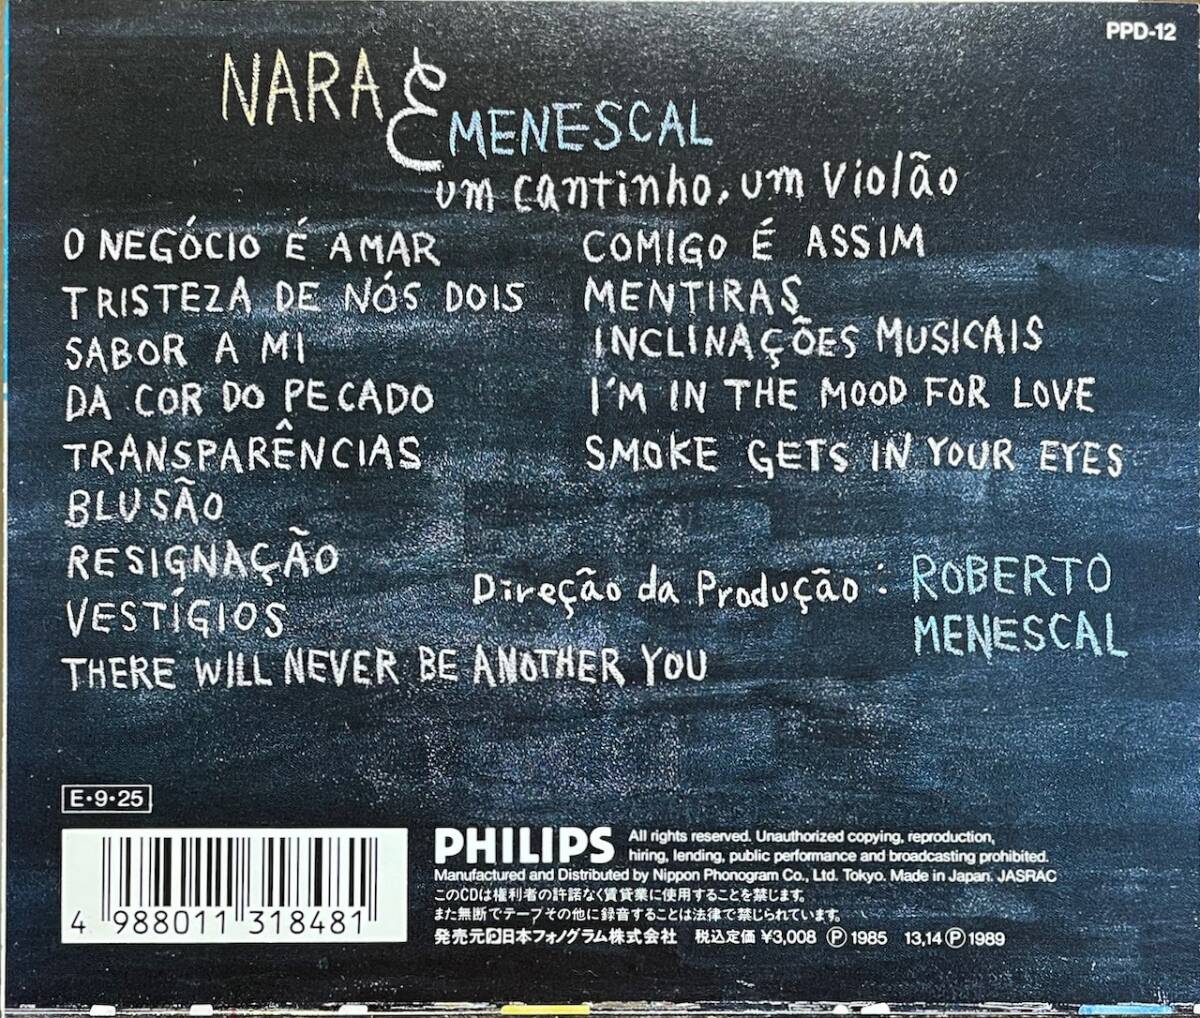 PPD-12
NARA E MENESCAL
um cantinho, um violão
O NEGÓCIO É AMAR
TRISTEZA DE NÓS DOIS
SABOR A MI
DA COR DO PECADO
TRANSPARÊNCIAS
BLUSÃO
RESIGNAÇÃO
VESTÍGIOS
THERE WILL NEVER BE ANOTHER YOU
COMIGO É ASSIM
MENTIRAS
INCLINAÇÕES MUSICAIS
I'M IN THE MOOD FOR LOVE
SMOKE GETS IN YOUR EYES
Direção da Produção : ROBERTO
MENESCAL
E・9・25
4 988011 318481
PHILIPS
All rights reserved. Unauthorized copying, reproduction,
hiring, lending, public performance and broadcasting prohibited.
Manufactured and Distributed by Nippon Phonogram Co., Ltd. Tokyo. Made in Japan. JASRAC
このCDは権利者の許諾なく賃貸業に使用することを禁じます。
また無断でテープその他に録音することは法律で禁じられています。
発売元 日本フォノグラム株式会社 税込定価 ¥3,008 Ⓟ 1985 13,14 Ⓟ 1989